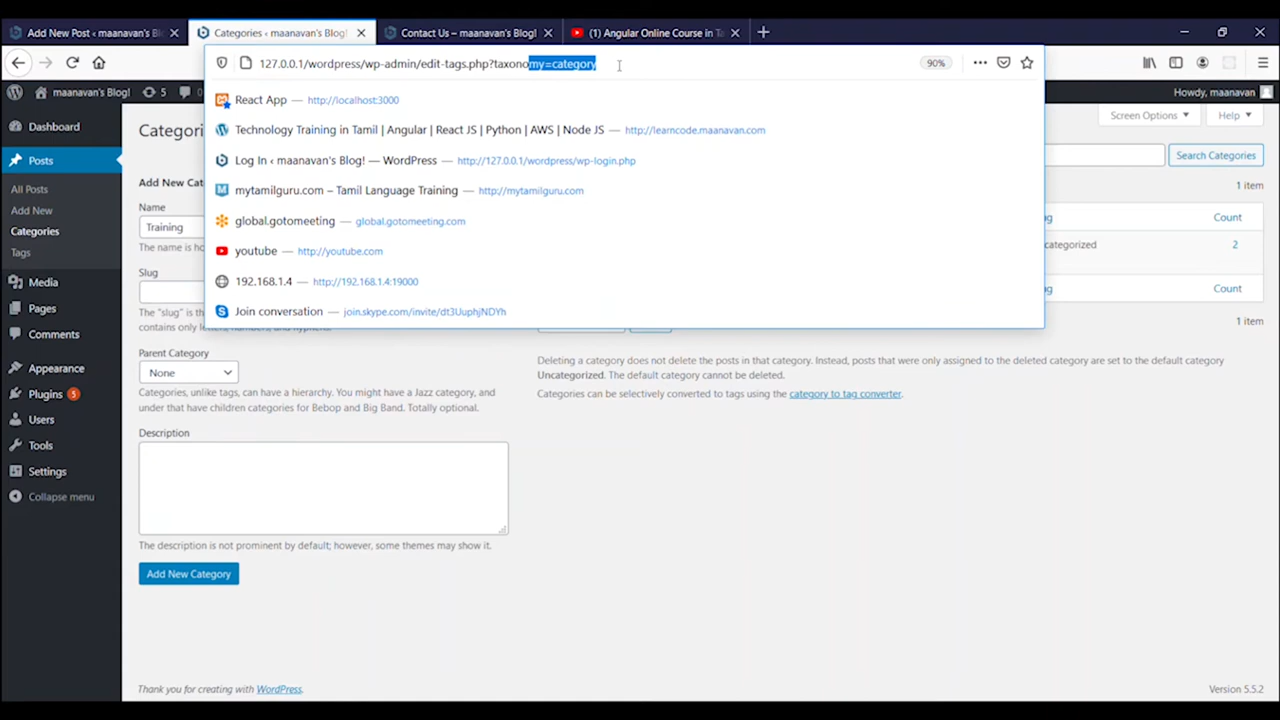 Add New Post ‹ maanavan's Blog!
Categories ‹ maanavan's Blog!
Contact Us – maanavan's Blog!
(1) Angular Online Course in Ta
127.0.0.1/wordpress/wp-admin/edit-tags.php?taxonomy=category
90%
React App — http://localhost:3000
Technology Training in Tamil | Angular | React JS | Python | AWS | Node JS — http://learncode.maanavan.com
Log In ‹ maanavan's Blog! — WordPress — http://127.0.0.1/wordpress/wp-login.php
mytamilguru.com – Tamil Language Training — http://mytamilguru.com
global.gotomeeting — global.gotomeeting.com
youtube — http://youtube.com
192.168.1.4 — http://192.168.1.4:19000
Join conversation — join.skype.com/invite/dt3UuphjNDYh
maanavan's Blog!
5
0
Howdy, maanavan
Dashboard
Posts
All Posts
Add New
Categories
Tags
Media
Pages
Comments
Appearance
Plugins 5
Users
Tools
Settings
Collapse menu
Screen Options
Help
Categori
Add New Cat
Name
Training
The name is ho
Slug
The "slug" is th
contains only letters, numbers, and hyphens.
Parent Category
None
Categories, unlike tags, can have a hierarchy. You might have a Jazz category, and
under that have children categories for Bebop and Big Band. Totally optional.
Description
The description is not prominent by default; however, some themes may show it.
Add New Category
Search Categories
1 item
ug Count
categorized 2
ug Count
1 item
Deleting a category does not delete the posts in that category. Instead, posts that were only assigned to the deleted category are set to the default category
Uncategorized. The default category cannot be deleted.
Categories can be selectively converted to tags using the category to tag converter.
Thank you for creating with WordPress.
Version 5.5.2